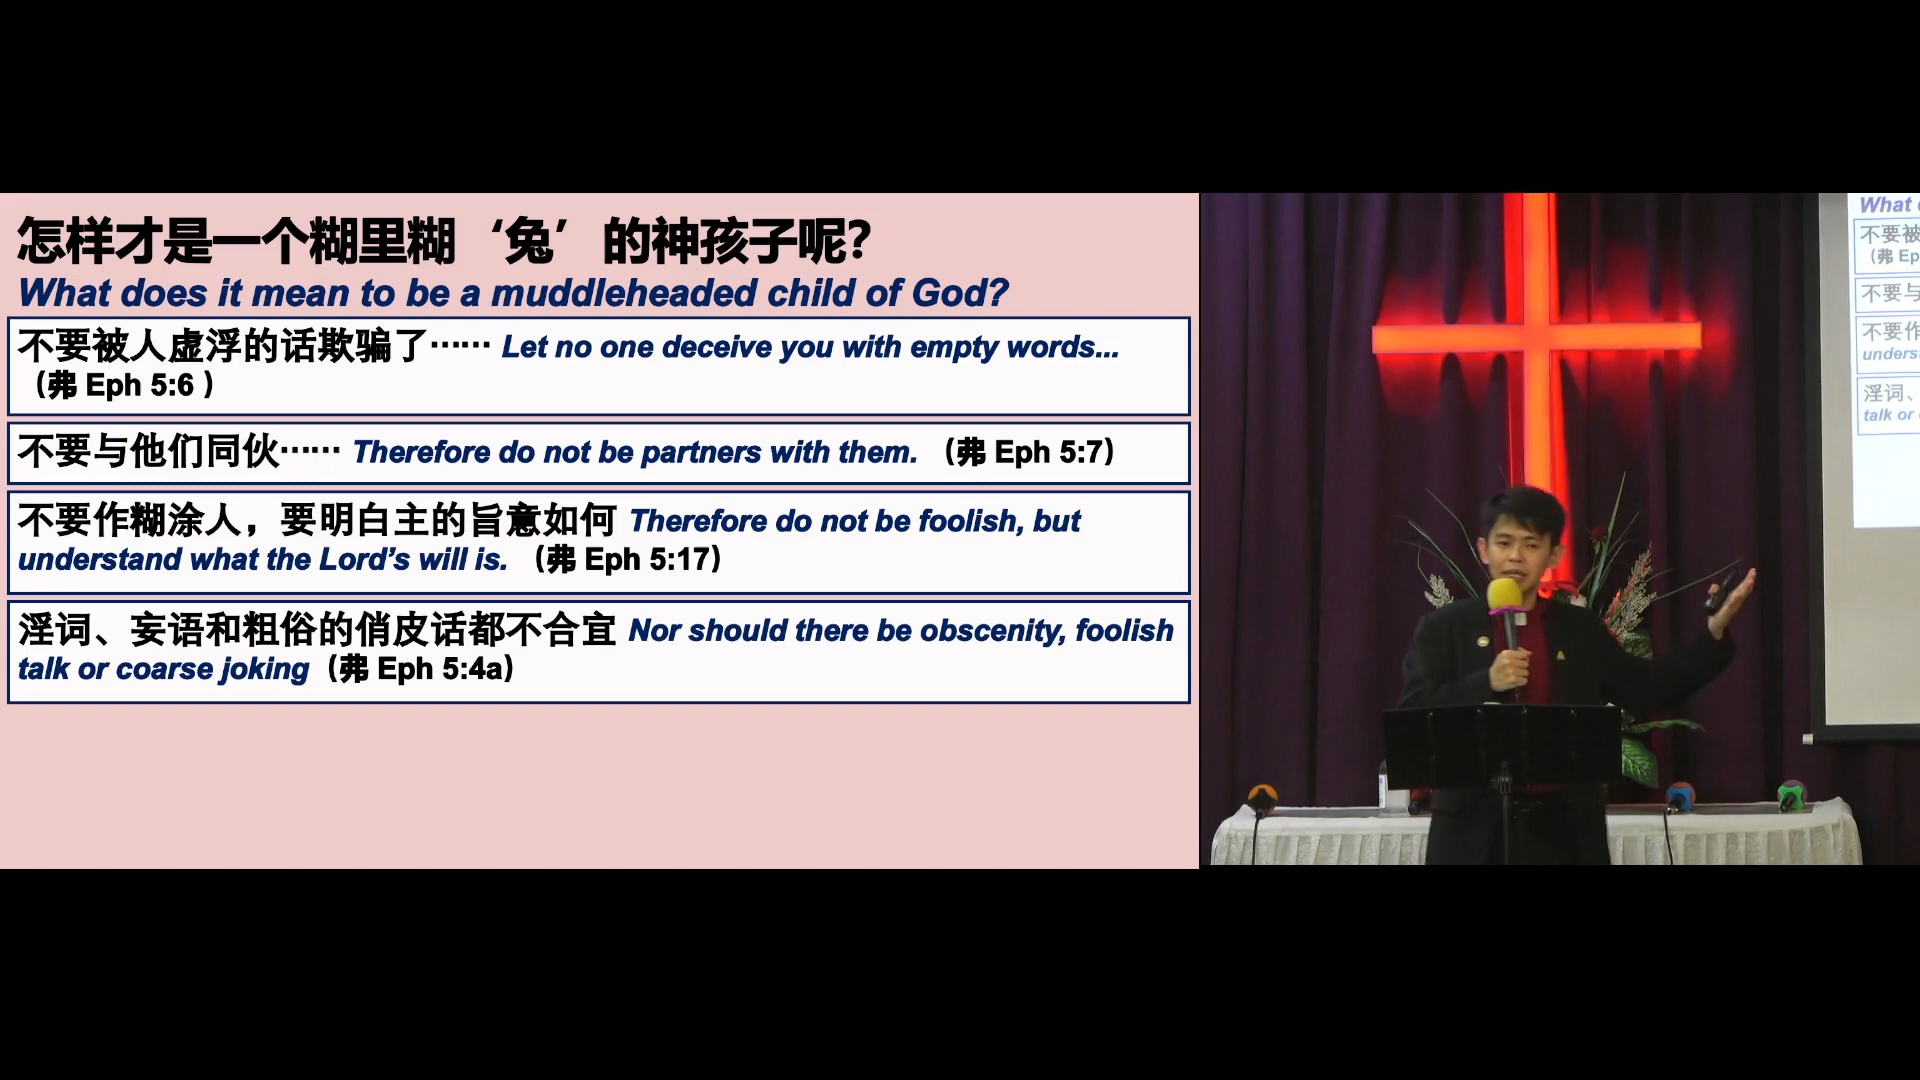 怎样才是一个糊里糊‘兔’的神孩子呢?
What does it mean to be a muddleheaded child of God?
不要被人虚浮的话欺骗了…… Let no one deceive you with empty words...
（弗 Eph 5:6 ）
不要与他们同伙…… Therefore do not be partners with them. （弗 Eph 5:7）
不要作糊涂人，要明白主的旨意如何 Therefore do not be foolish, but
understand what the Lord’s will is. （弗 Eph 5:17）
淫词、妄语和粗俗的俏皮话都不合宜 Nor should there be obscenity, foolish
talk or coarse joking（弗 Eph 5:4a）
What
不要被
（弗 Ep
不要与
不要作
unders
淫词、
talk or